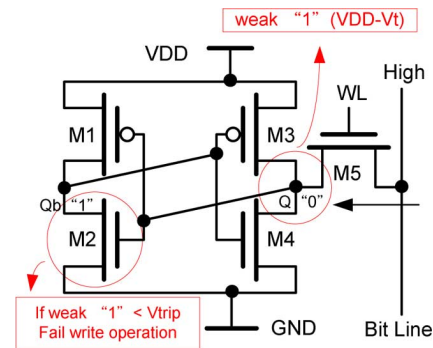 weak “1” (VDD-Vt)
VDD
High
WL
M1
M3
M5
Qb “1”
Q “0”
M2
M4
If weak “1” < Vtrip
Fail write operation
GND
Bit Line